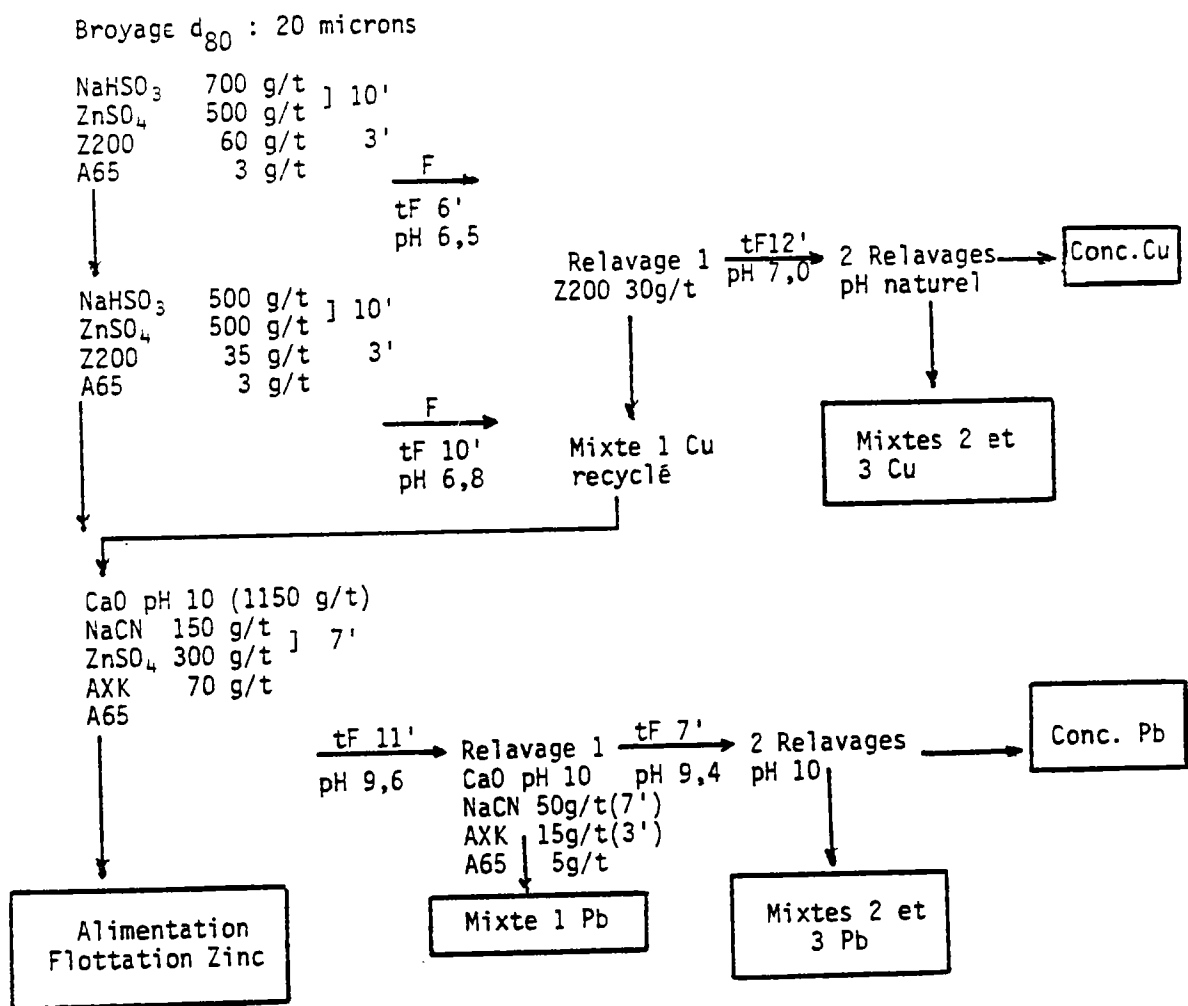 Broyage d80 : 20 microns
NaHSO3 700 g/t ] 10'
ZnSO4 500 g/t
Z200 60 g/t 3'
A65 3 g/t
F
tF 6'
pH 6,5
Relavage 1
Z200 30g/t
tF12'
pH 7,0
2 Relavages
pH naturel
Conc.Cu
NaHSO3 500 g/t ] 10'
ZnSO4 500 g/t
Z200 35 g/t 3'
A65 3 g/t
F
tF 10'
pH 6,8
Mixte 1 Cu
recyclé
Mixtes 2 et
3 Cu
CaO pH 10 (1150 g/t)
NaCN 150 g/t ] 7'
ZnSO4 300 g/t
AXK 70 g/t
A65
tF 11'
pH 9,6
Relavage 1
CaO pH 10
NaCN 50g/t(7')
AXK 15g/t(3')
A65 5g/t
tF 7'
pH 9,4
2 Relavages
pH 10
Conc. Pb
Alimentation
Flottation Zinc
Mixte 1 Pb
Mixtes 2 et
3 Pb